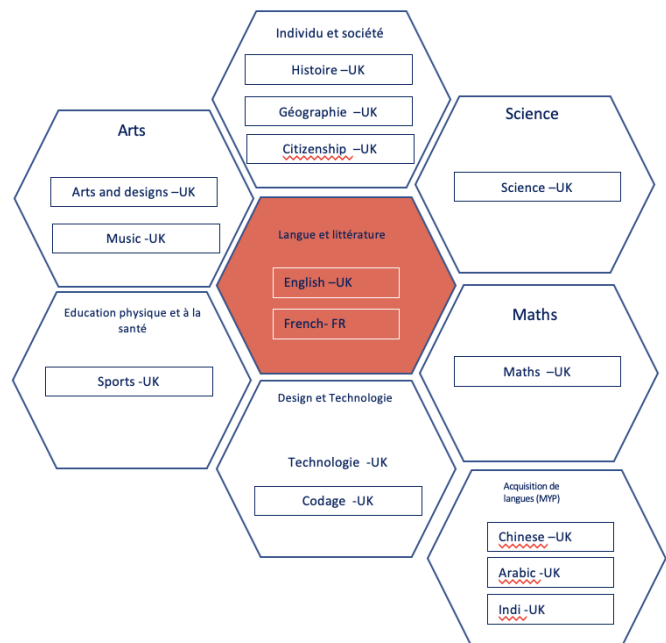 Individu et société
Histoire –UK
Géographie –UK
Citizenship –UK
Arts
Arts and designs –UK
Music -UK
Science
Science –UK
Langue et littérature
English –UK
French- FR
Education physique et à la
santé
Sports -UK
Maths
Maths –UK
Design et Technologie
Technologie -UK
Codage -UK
Acquisition de
langues (MYP)
Chinese –UK
Arabic -UK
Indi -UK